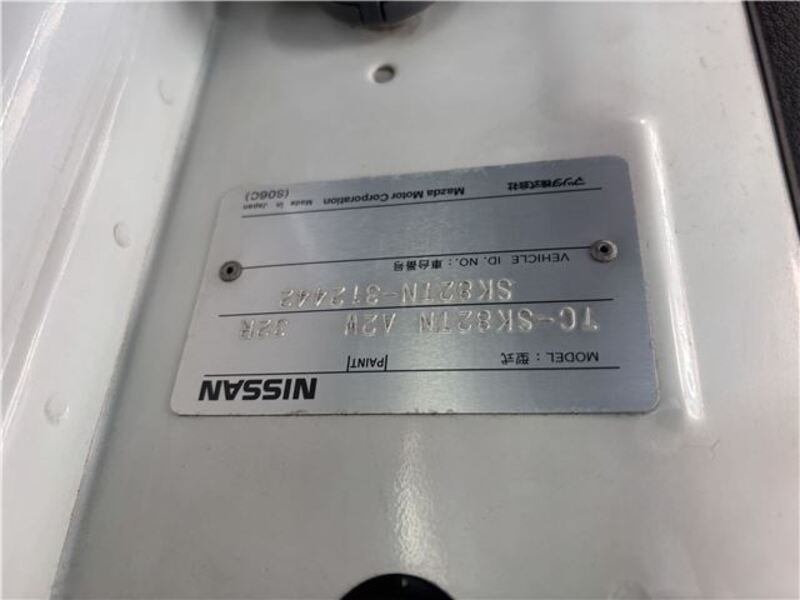 NISSAN
MODEL : 型式 |PAINT|
TC-SK82TN A2W 32R
SK82TN-312442
VEHICLE ID. NO. : 車台番号
マツダ株式会社 Mazda Motor Corporation Made in Japan (S06C)